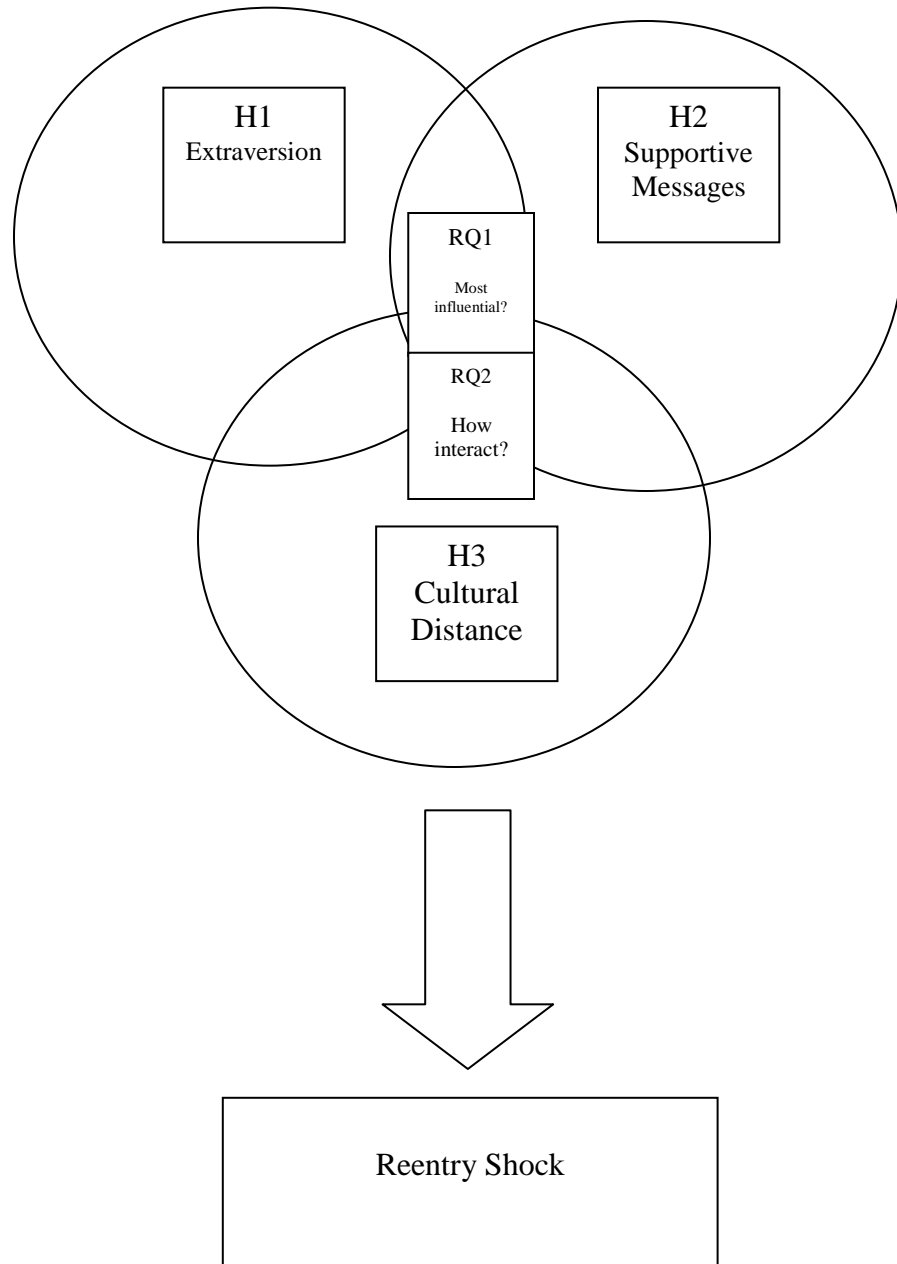 H1
Extraversion
H2
Supportive
Messages
RQ1
Most
influential?
RQ2
How
interact?
H3
Cultural
Distance
Reentry Shock